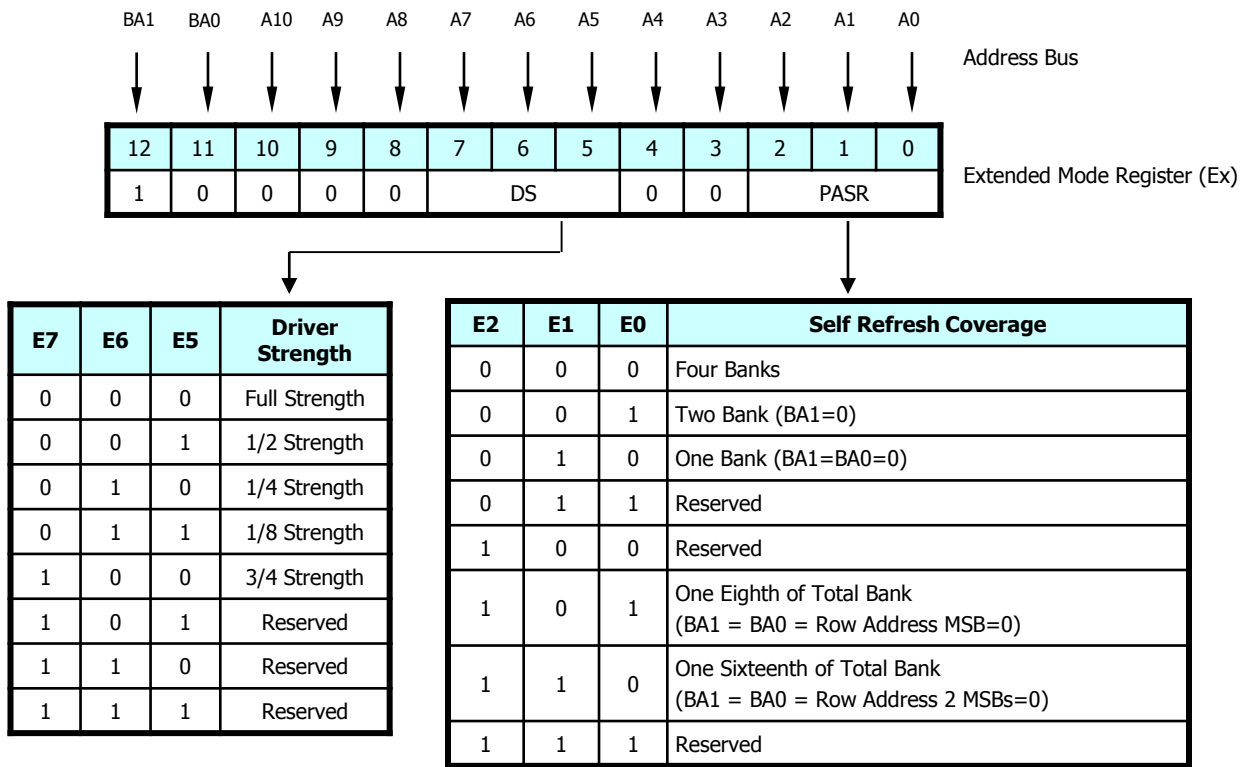 BA1 BA0 A10 A9 A8 A7 A6 A5 A4 A3 A2 A1 A0
Address Bus
12 11 10 9 8 7 6 5 4 3 2 1 0
1 0 0 0 0 DS 0 0 PASR
Extended Mode Register (Ex)
E7 E6 E5 Driver
Strength
0 0 0 Full Strength
0 0 1 1/2 Strength
0 1 0 1/4 Strength
0 1 1 1/8 Strength
1 0 0 3/4 Strength
1 0 1 Reserved
1 1 0 Reserved
1 1 1 Reserved
E2 E1 E0 Self Refresh Coverage
0 0 0 Four Banks
0 0 1 Two Bank (BA1=0)
0 1 0 One Bank (BA1=BA0=0)
0 1 1 Reserved
1 0 0 Reserved
1 0 1 One Eighth of Total Bank
(BA1 = BA0 = Row Address MSB=0)
1 1 0 One Sixteenth of Total Bank
(BA1 = BA0 = Row Address 2 MSBs=0)
1 1 1 Reserved